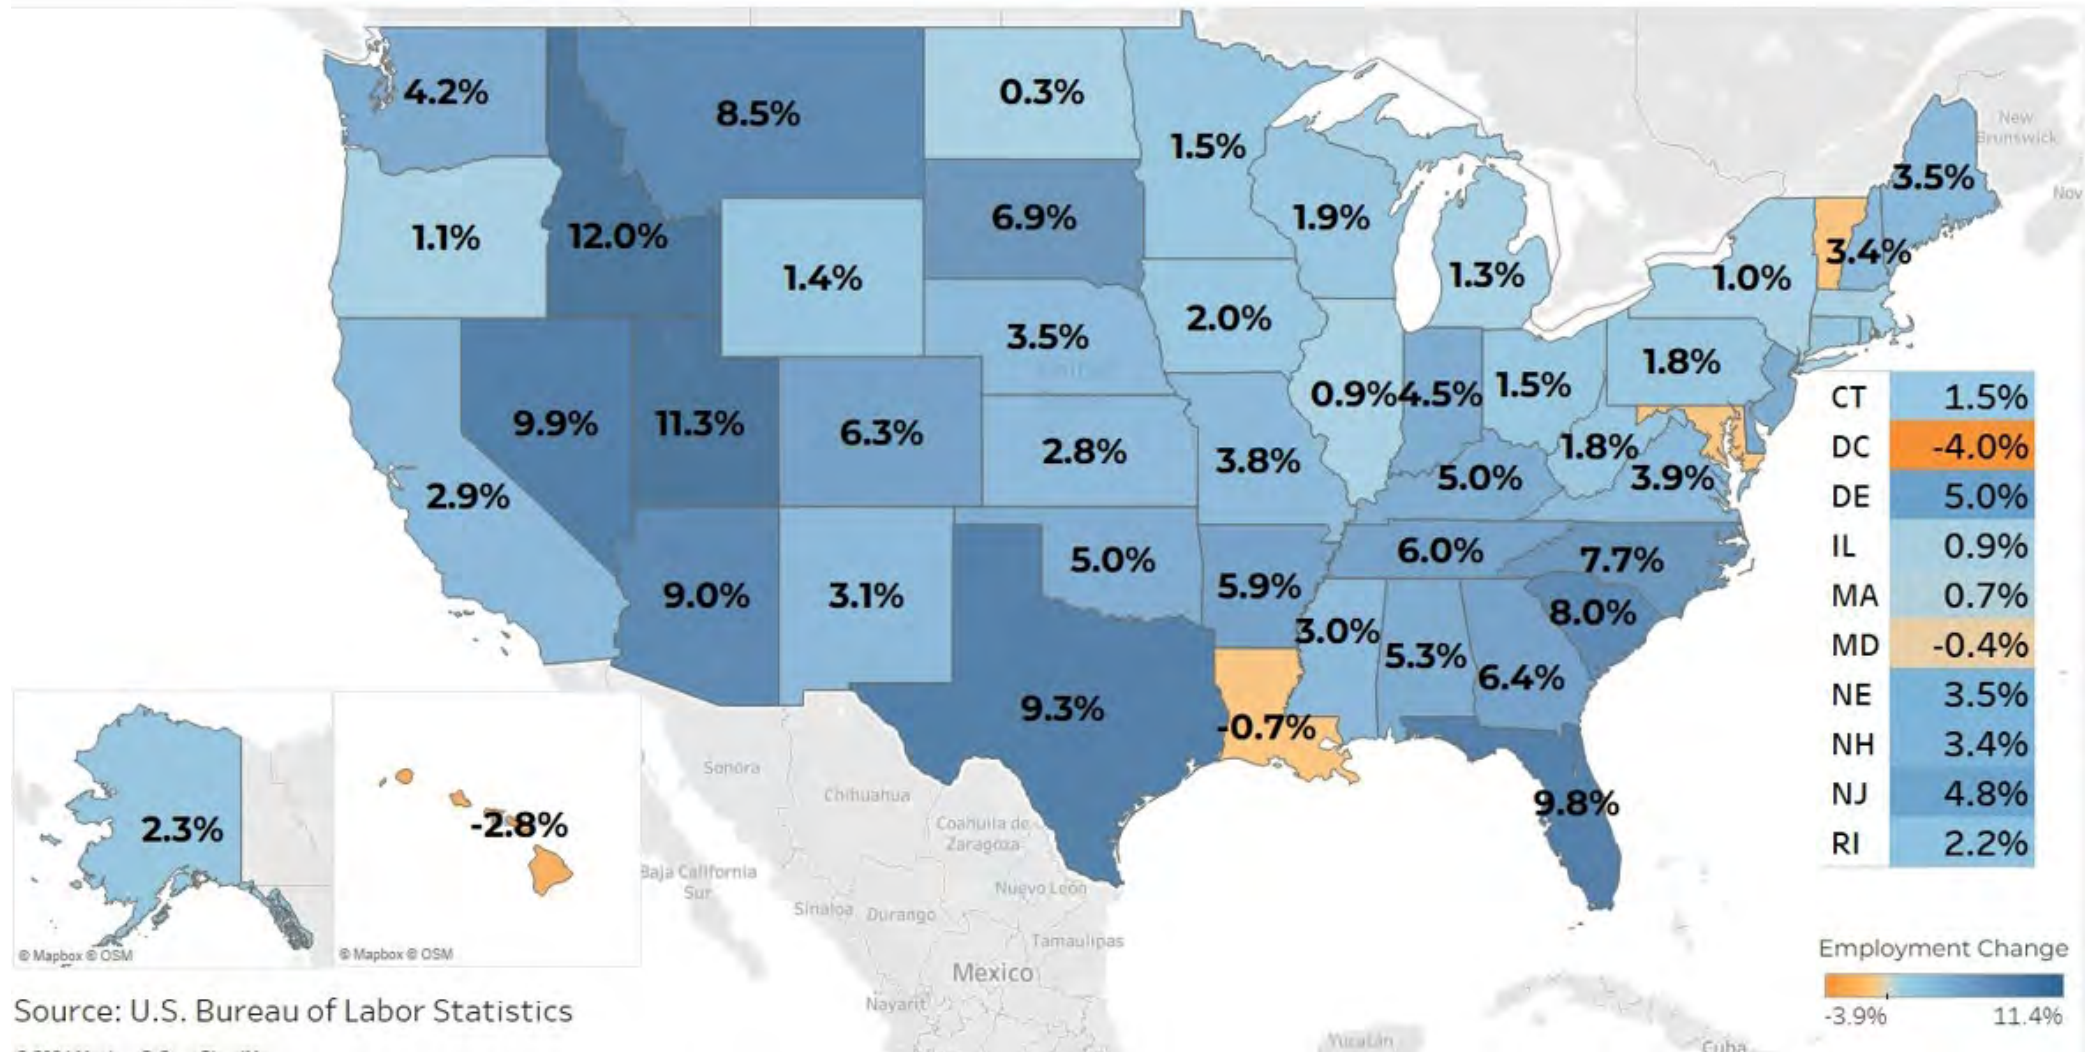 4.2%
8.5%
0.3%
1.5%
3.5%
New
Brunswick
Nov
1.1%
12.0%
6.9%
1.9%
3.4%
1.4%
1.3%
1.0%
3.5%
2.0%
1.8%
9.9%
11.3%
6.3%
2.8%
3.8%
0.9%
4.5%
1.5%
1.8%
2.9%
5.0%
3.9%
9.0%
3.1%
5.0%
5.9%
6.0%
7.7%
8.0%
3.0%
5.3%
6.4%
9.3%
-0.7%
9.8%
CT 1.5%
DC -4.0%
DE 5.0%
IL 0.9%
MA 0.7%
MD -0.4%
NE 3.5%
NH 3.4%
NJ 4.8%
RI 2.2%
2.3%
-2.8%
© Mapbox © OSM
© Mapbox © OSM
Sonora
Chihuahua
Coahuila de
Zaragoza
Baja California
Sur
Nuevo León
Sinaloa
Durango
Tamaulipas
Mexico
Nayarit
Yucatán
Cuba
Employment Change
-3.9% 11.4%
Source: U.S. Bureau of Labor Statistics